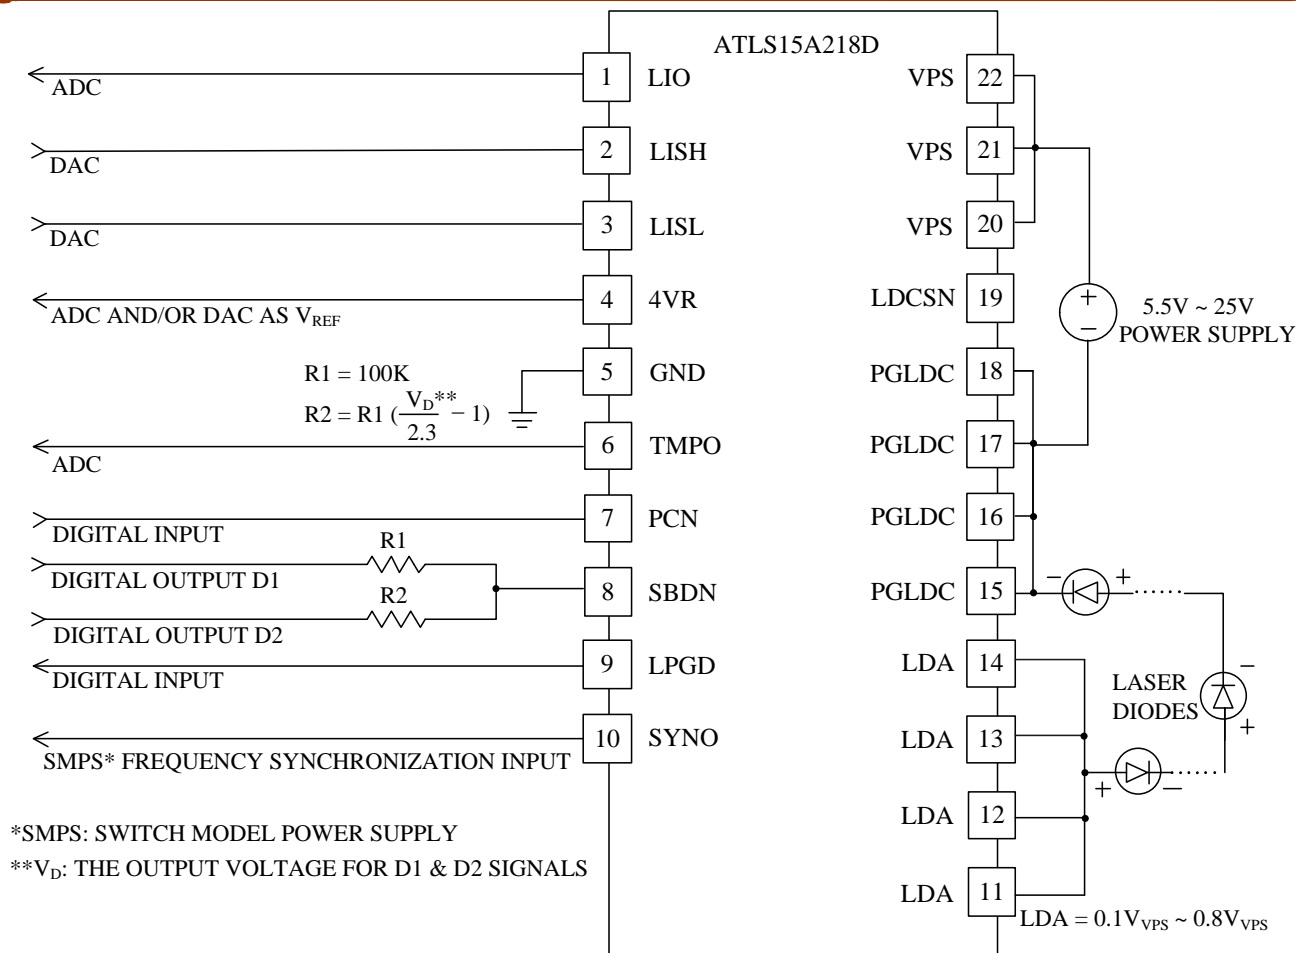 ATLS15A218D
1 LIO
ADC
2 LISH
DAC
3 LISL
DAC
4 4VR
ADC AND/OR DAC AS VREF
5 GND
R1 = 100K
R2 = R1 (VD**/2.3 − 1)
6 TMPO
ADC
7 PCN
DIGITAL INPUT
R1
DIGITAL OUTPUT D1
8 SBDN
R2
DIGITAL OUTPUT D2
9 LPGD
DIGITAL INPUT
10 SYNO
SMPS* FREQUENCY SYNCHRONIZATION INPUT
*SMPS: SWITCH MODEL POWER SUPPLY
**VD: THE OUTPUT VOLTAGE FOR D1 & D2 SIGNALS
VPS 22
VPS 21
VPS 20
LDCSN 19
+
−
5.5V ~ 25V
POWER SUPPLY
PGLDC 18
PGLDC 17
PGLDC 16
PGLDC 15
− +
LDA 14
LASER
DIODES
−
+
LDA 13
+ −
LDA 12
LDA 11
LDA = 0.1VVPS ~ 0.8VVPS